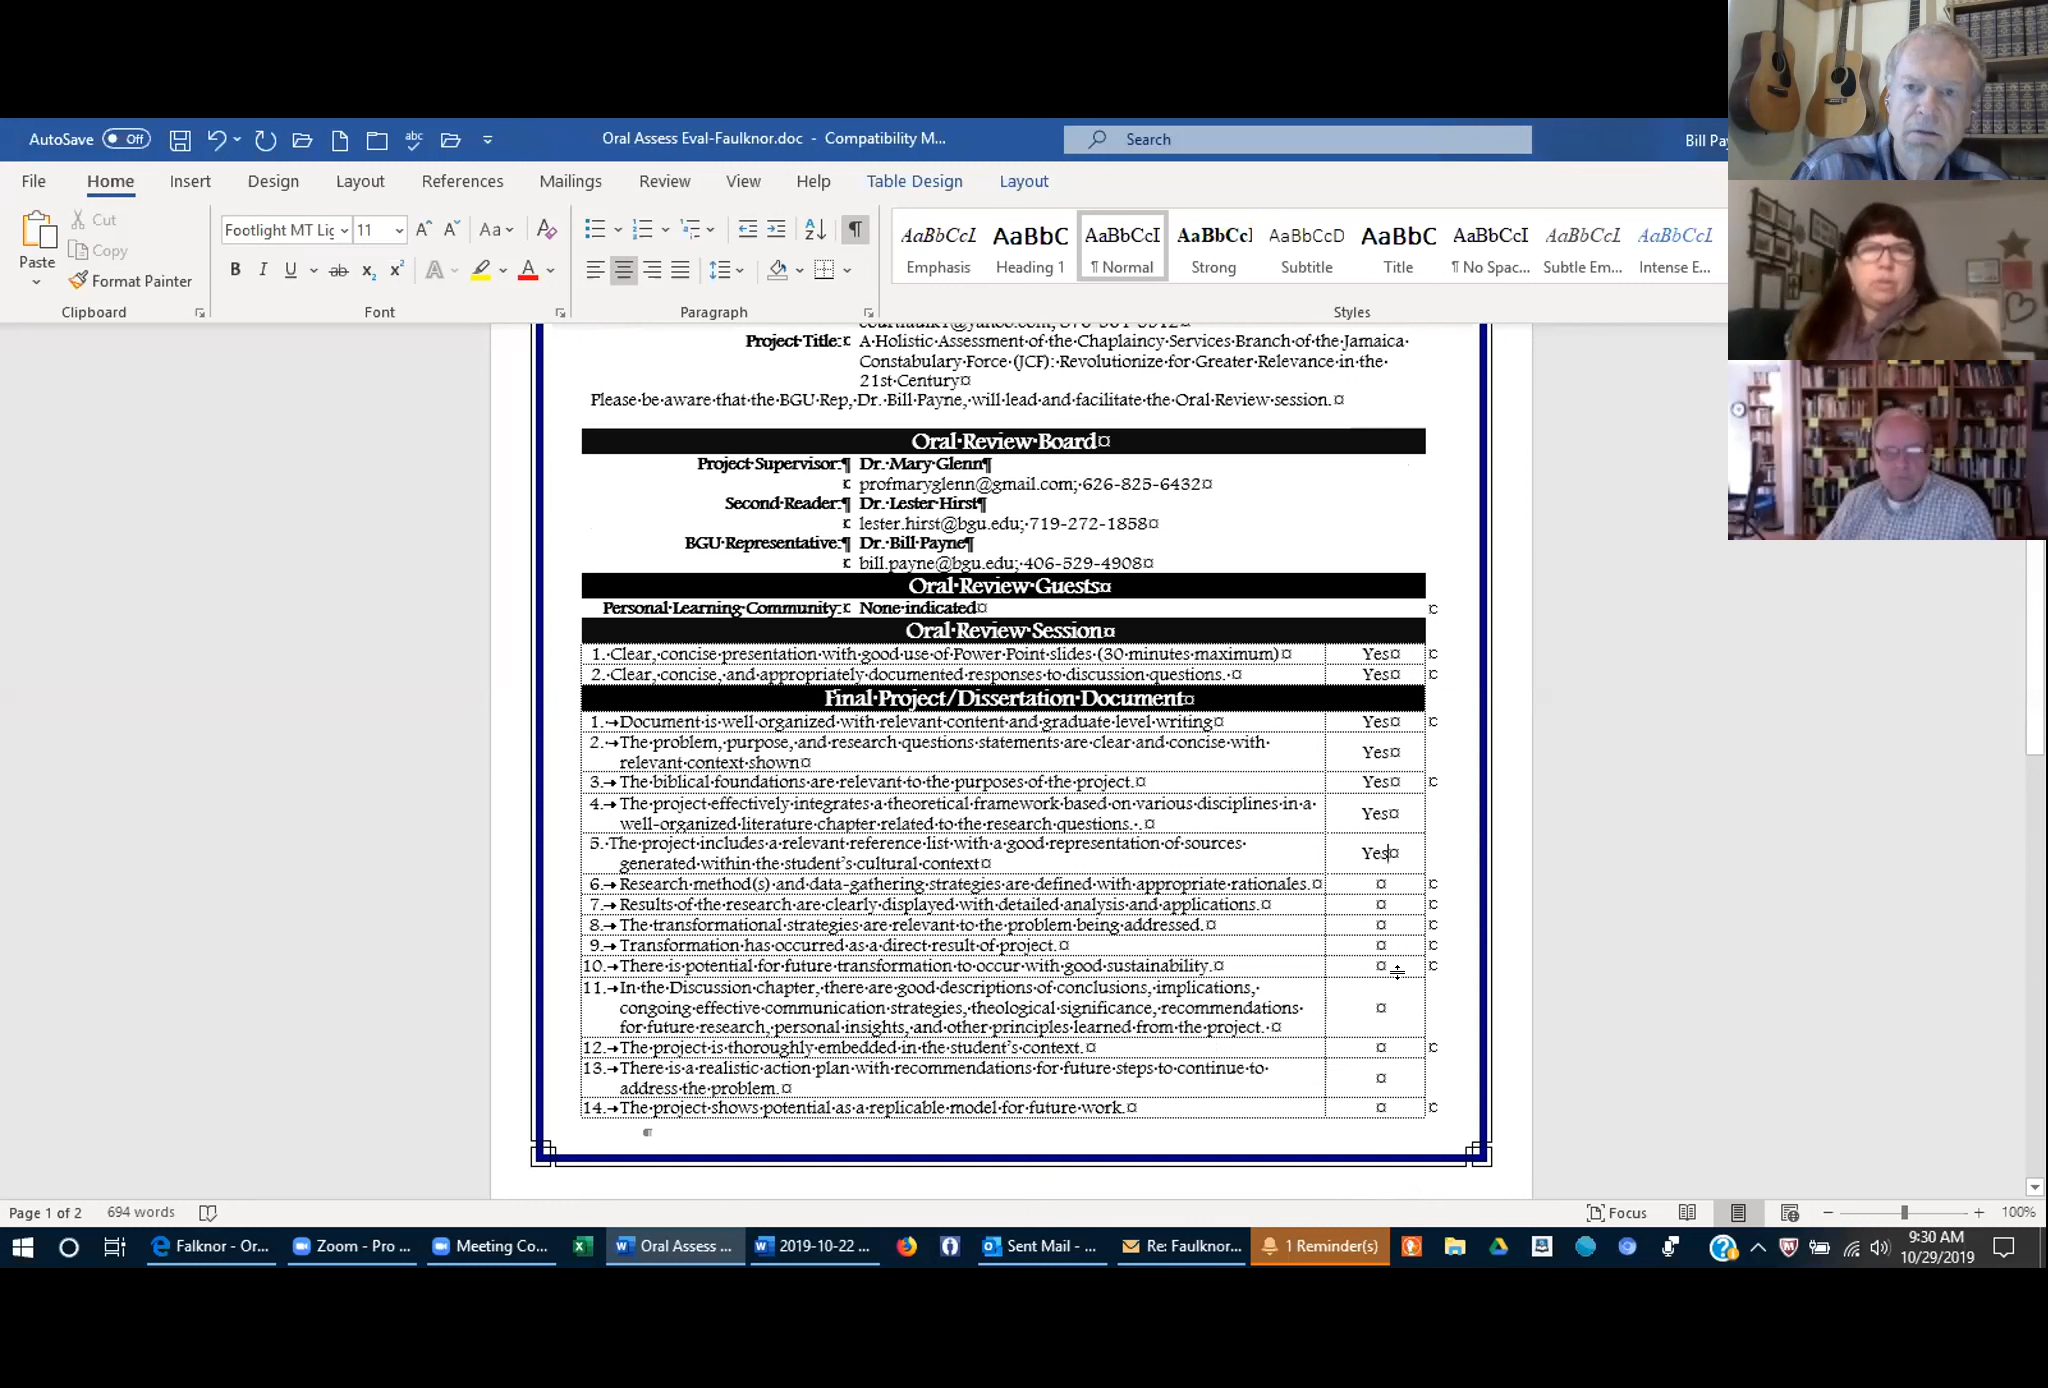 AutoSave Off Oral Assess Eval-Faulknor.doc - Compatibility M... Search Bill Pay
File Home Insert Design Layout References Mailings Review View Help Table Design Layout
Cut
Copy
Paste
Format Painter
Clipboard
Footlight MT Lig 11
Font
Paragraph
AaBbCcI AaBbC AaBbCcI AaBbCcI AaBbCcD AaBbC AaBbCcI AaBbCcI AaBbCcI
Emphasis Heading 1 ¶ Normal Strong Subtitle Title ¶ No Spac... Subtle Em... Intense E...
Styles
Project Title:
A Holistic Assessment of the Chaplaincy Services Branch of the Jamaica
Constabulary Force (JCF): Revolutionize for Greater Relevance in the
21st Century
Please be aware that the BGU Rep, Dr. Bill Payne, will lead and facilitate the Oral Review session.
Oral Review Board
Project Supervisor:¶ Dr. Mary Glenn¶
profmaryglenn@gmail.com; 626-825-6432
Second Reader:¶ Dr. Lester Hirst¶
lester.hirst@bgu.edu; 719-272-1858
BGU Representative:¶ Dr. Bill Payne¶
bill.payne@bgu.edu; 406-529-4908
Oral Review Guests
Personal Learning Community: None indicated
Oral Review Session
1. Clear, concise presentation with good use of Power Point slides (30 minutes maximum) Yes
2. Clear, concise, and appropriately documented responses to discussion questions. Yes
Final Project/Dissertation Document
1. Document is well organized with relevant content and graduate level writing Yes
2. The problem, purpose, and research questions statements are clear and concise with
relevant context shown Yes
3. The biblical foundations are relevant to the purposes of the project. Yes
4. The project effectively integrates a theoretical framework based on various disciplines in a
well-organized literature chapter related to the research questions. . Yes
5. The project includes a relevant reference list with a good representation of sources
generated within the student's cultural context Yes
6. Research method(s) and data-gathering strategies are defined with appropriate rationales.
7. Results of the research are clearly displayed with detailed analysis and applications.
8. The transformational strategies are relevant to the problem being addressed.
9. Transformation has occurred as a direct result of project.
10. There is potential for future transformation to occur with good sustainability.
11. In the Discussion chapter, there are good descriptions of conclusions, implications,
congoing effective communication strategies, theological significance, recommendations
for future research, personal insights, and other principles learned from the project.
12. The project is thoroughly embedded in the student's context.
13. There is a realistic action plan with recommendations for future steps to continue to
address the problem.
14. The project shows potential as a replicable model for future work.
Page 1 of 2 694 words Focus 100%
Falknor - Or... Zoom - Pro ... Meeting Co... Oral Assess ... 2019-10-22 ... Sent Mail - ... Re: Faulknor... 1 Reminder(s) 9:30 AM
10/29/2019